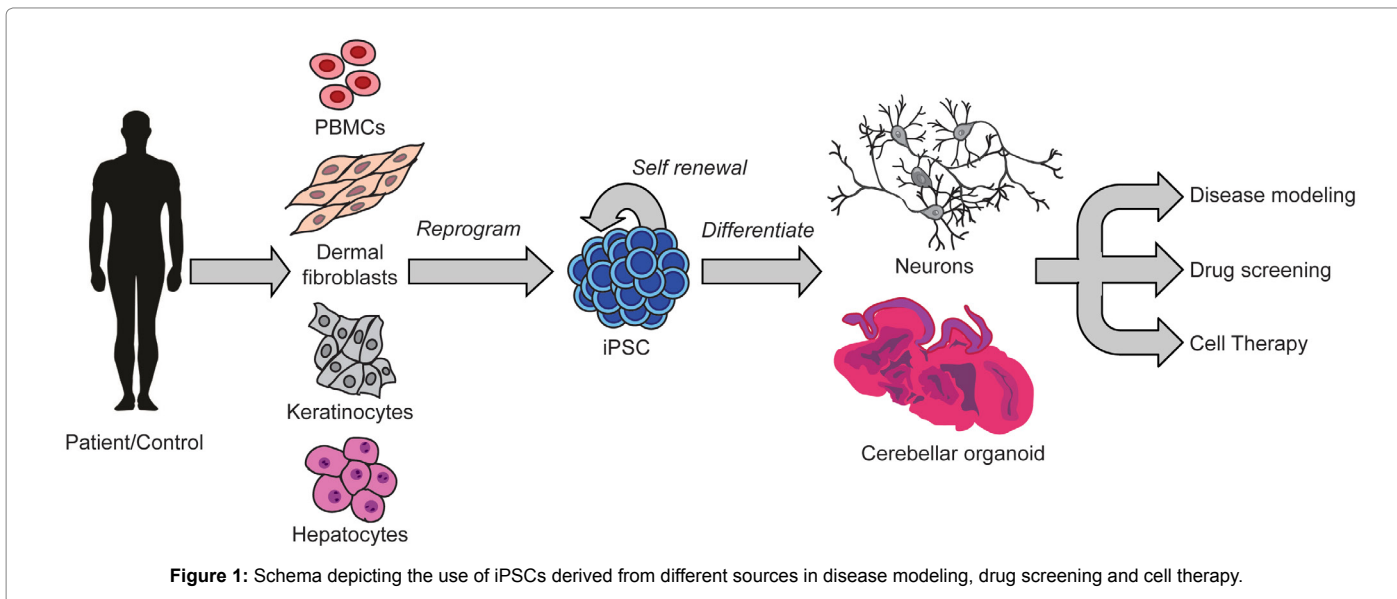 Patient/Control
PBMCs
Dermal
fibroblasts
Keratinocytes
Hepatocytes
Reprogram
Self renewal
iPSC
Differentiate
Neurons
Cerebellar organoid
Disease modeling
Drug screening
Cell Therapy
Figure 1: Schema depicting the use of iPSCs derived from different sources in disease modeling, drug screening and cell therapy.